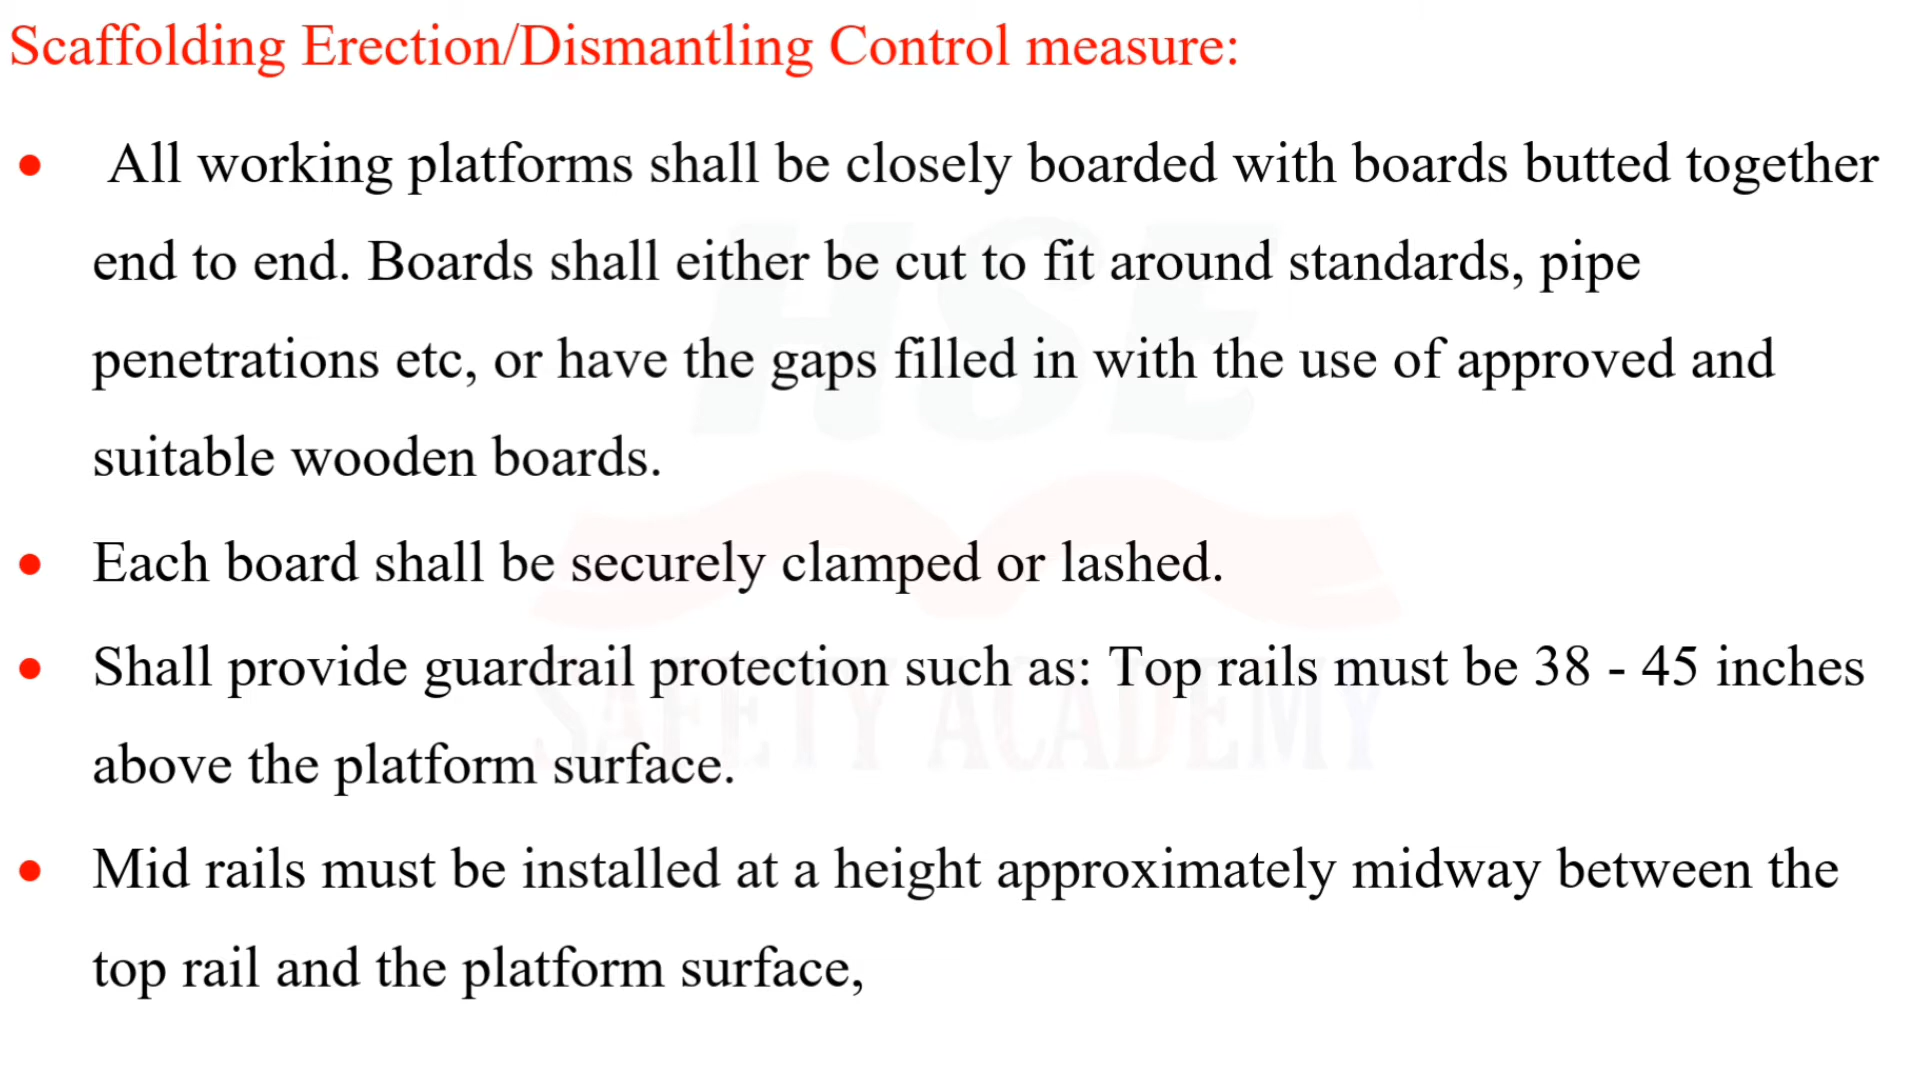 Scaffolding Erection/Dismantling Control measure:
• All working platforms shall be closely boarded with boards butted together
end to end. Boards shall either be cut to fit around standards, pipe
penetrations etc, or have the gaps filled in with the use of approved and
suitable wooden boards.
• Each board shall be securely clamped or lashed.
• Shall provide guardrail protection such as: Top rails must be 38 - 45 inches
above the platform surface.
• Mid rails must be installed at a height approximately midway between the
top rail and the platform surface,
HSE
SAFETY ACADEMY